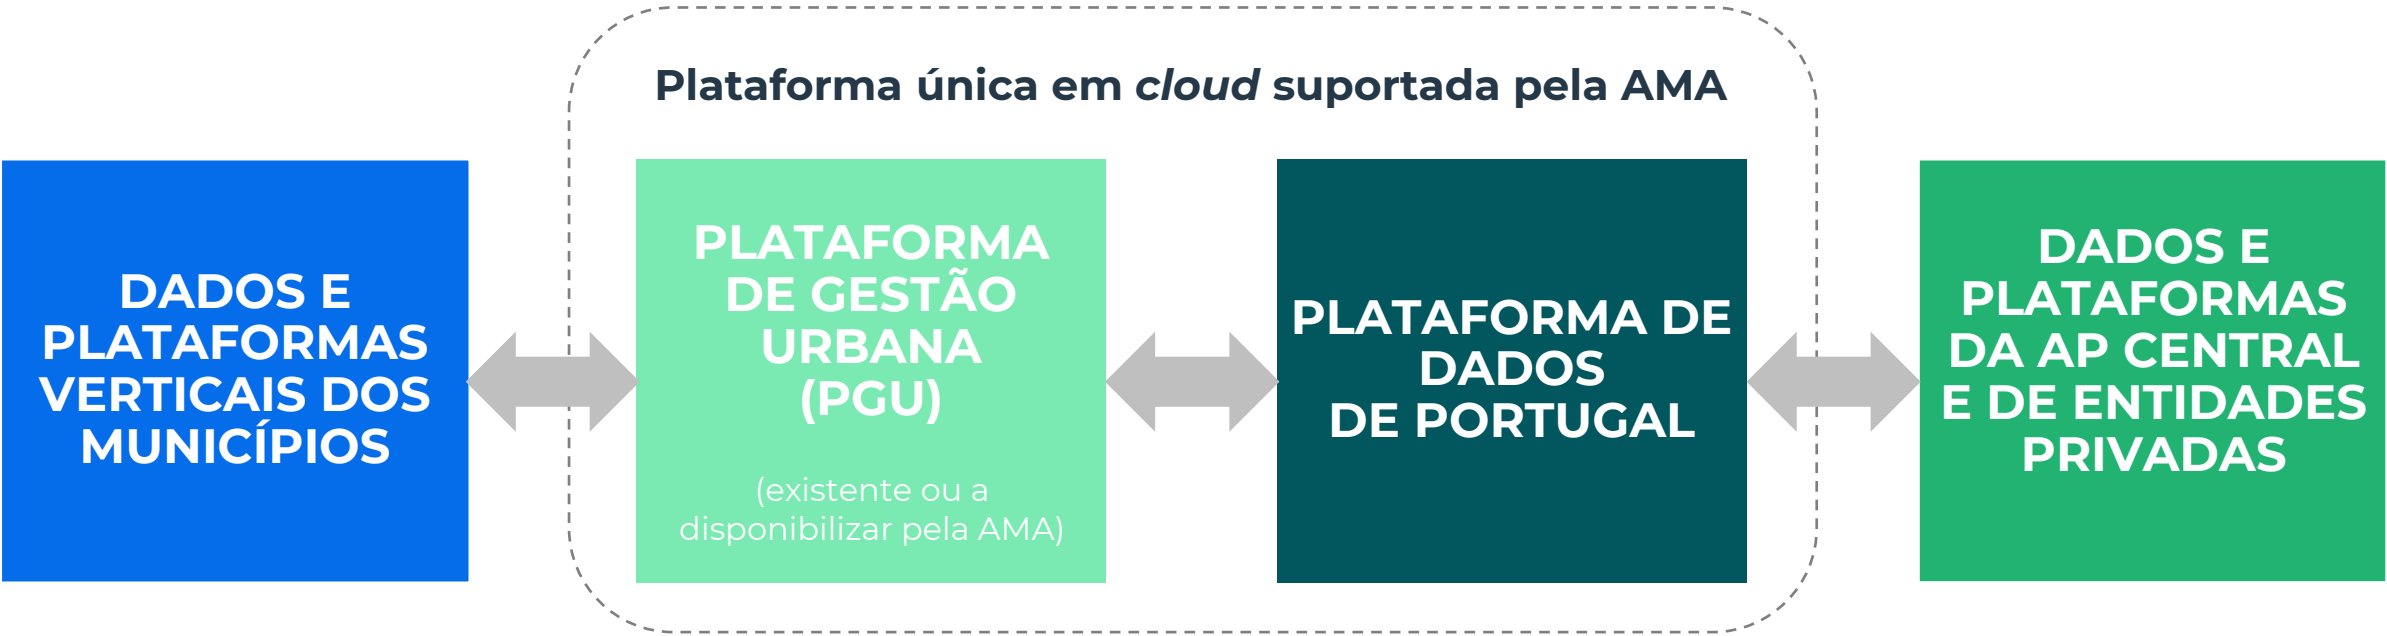 Plataforma única em cloud suportada pela AMA
DADOS E
PLATAFORMAS
VERTICAIS DOS
MUNICÍPIOS
PLATAFORMA
DE GESTÃO
URBANA
(PGU)
(existente ou a
disponibilizar pela AMA)
PLATAFORMA DE
DADOS
DE PORTUGAL
DADOS E
PLATAFORMAS
DA AP CENTRAL
E DE ENTIDADES
PRIVADAS